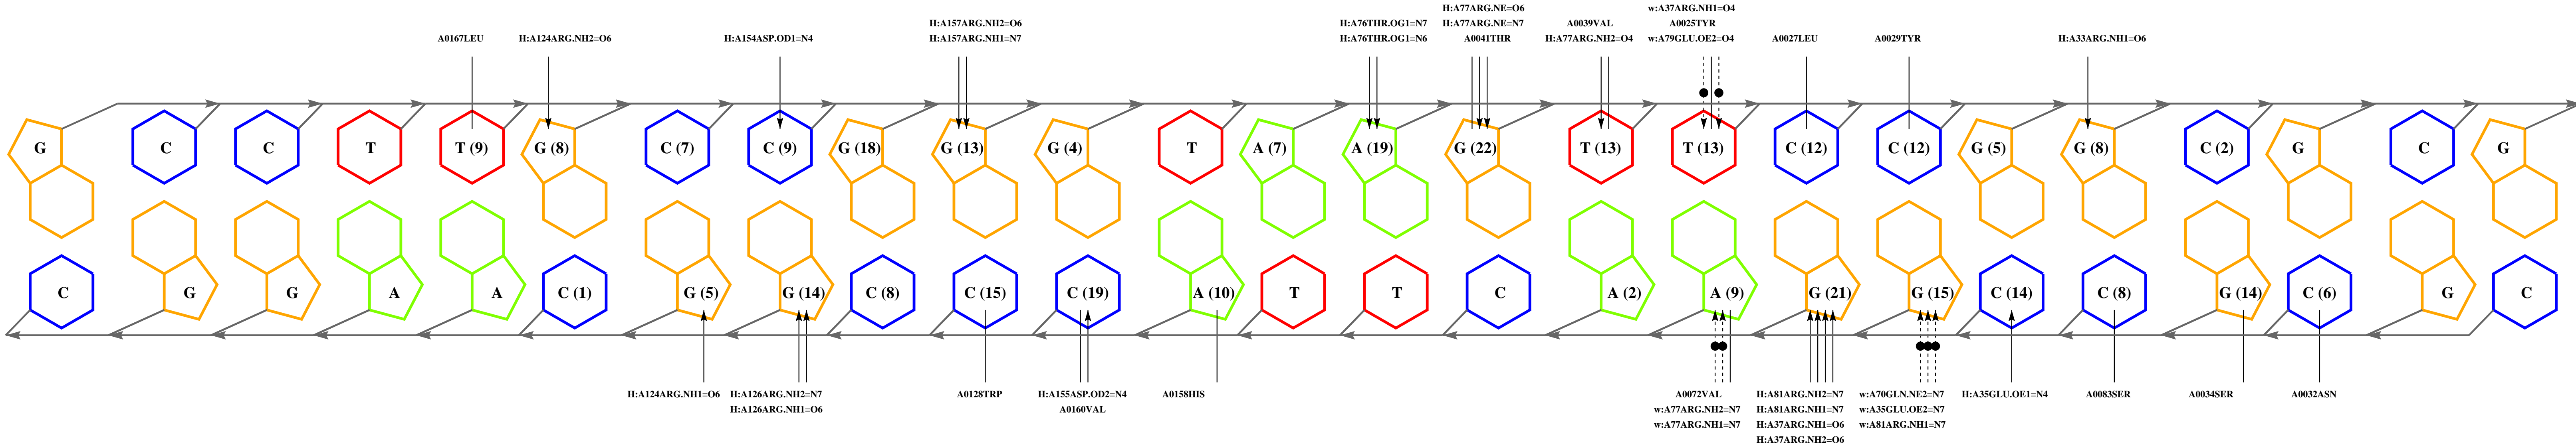 H:A77ARG.NE=O6 w:A37ARG.NH1=O4
H:A157ARG.NH2=O6 H:A76THR.OG1=N7 H:A77ARG.NE=N7 A0039VAL A0025TYR
A0167LEU H:A124ARG.NH2=O6 H:A154ASP.OD1=N4 H:A157ARG.NH1=N7 H:A76THR.OG1=N6 A0041THR H:A77ARG.NH2=O4 w:A79GLU.OE2=O4 A0027LEU A0029TYR H:A33ARG.NH1=O6
G C C T T (9) G (8) C (7) C (9) G (18) G (13) G (4) T A (7) A (19) G (22) T (13) T (13) C (12) C (12) G (5) G (8) C (2) G C G
C G G A A C (1) G (5) G (14) C (8) C (15) C (19) A (10) T T C A (2) A (9) G (21) G (15) C (14) C (8) G (14) C (6) G C
H:A124ARG.NH1=O6 H:A126ARG.NH2=N7 A0128TRP H:A155ASP.OD2=N4 A0158HIS A0072VAL H:A81ARG.NH2=N7 w:A70GLN.NE2=N7 H:A35GLU.OE1=N4 A0083SER A0034SER A0032ASN
H:A126ARG.NH1=O6 A0160VAL w:A77ARG.NH2=N7 H:A81ARG.NH1=N7 w:A35GLU.OE2=N7
w:A77ARG.NH1=N7 H:A37ARG.NH1=O6 w:A81ARG.NH1=N7
H:A37ARG.NH2=O6